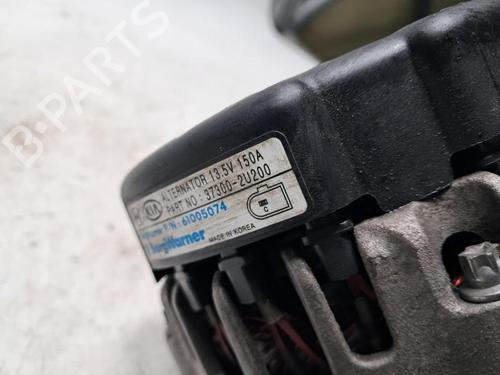 B-PARTS
KIA ALTERNATOR 13.5V 150A
PART NO : 37300-2U200
P/N : 61005074
BorgWarner
MADE IN KOREA
C